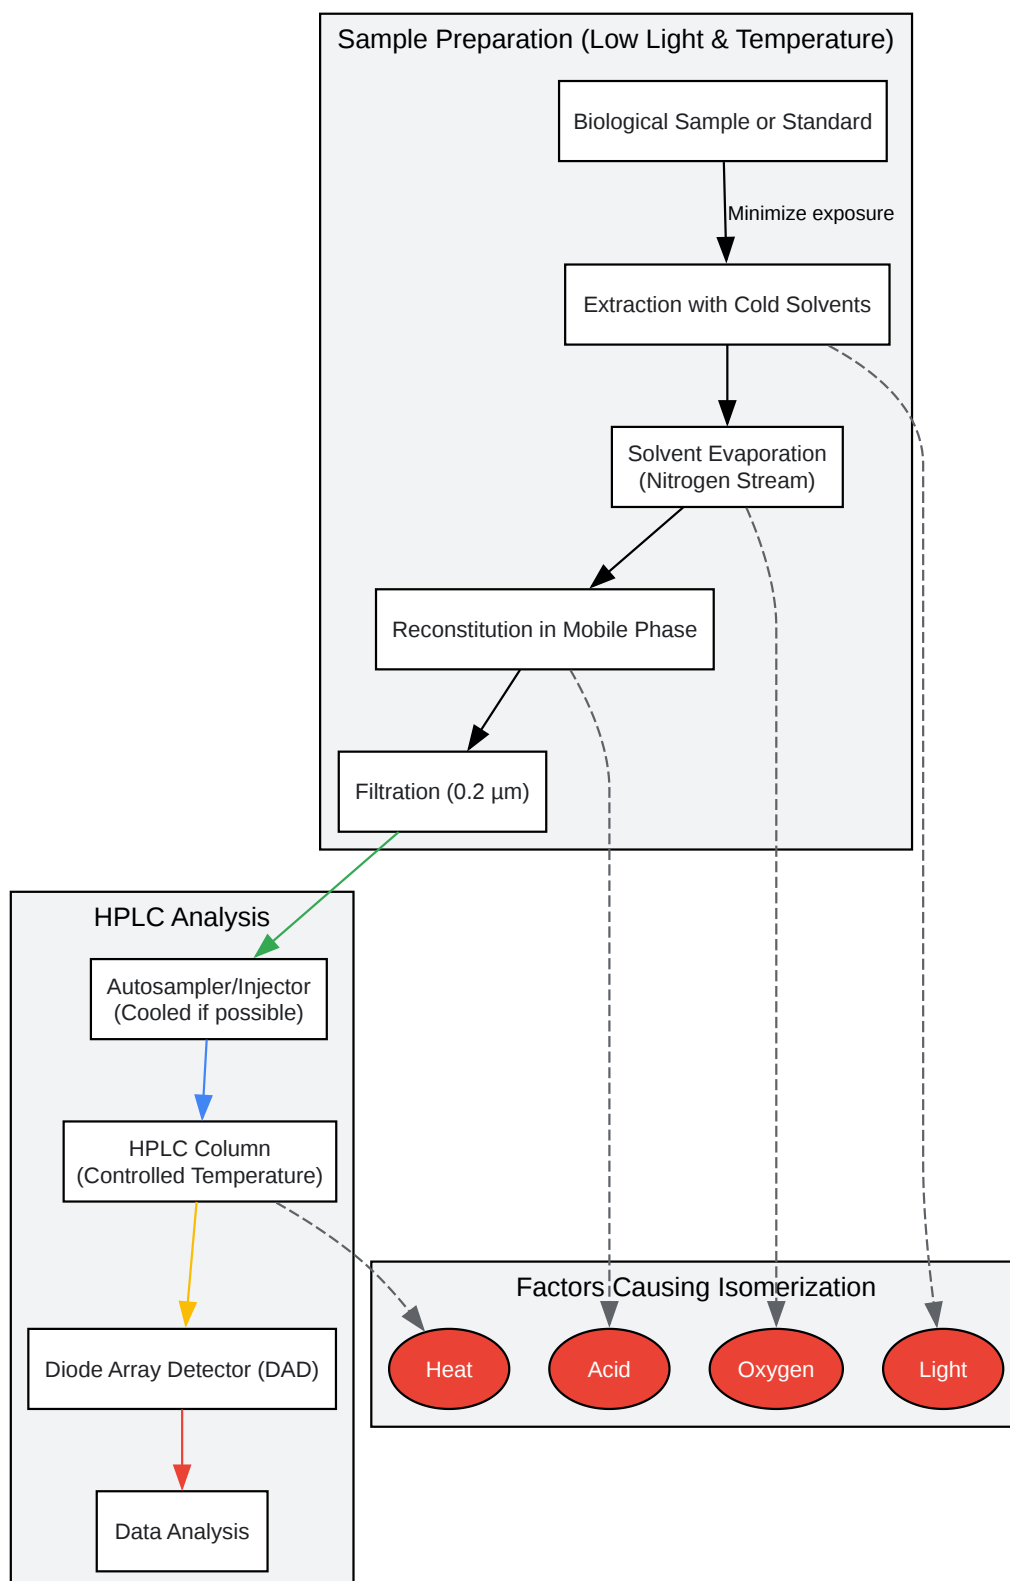 Sample Preparation (Low Light & Temperature)
Biological Sample or Standard
Minimize exposure
Extraction with Cold Solvents
Solvent Evaporation
(Nitrogen Stream)
Reconstitution in Mobile Phase
Filtration (0.2 µm)
HPLC Analysis
Autosampler/Injector
(Cooled if possible)
HPLC Column
(Controlled Temperature)
Diode Array Detector (DAD)
Data Analysis
Factors Causing Isomerization
Heat
Acid
Oxygen
Light